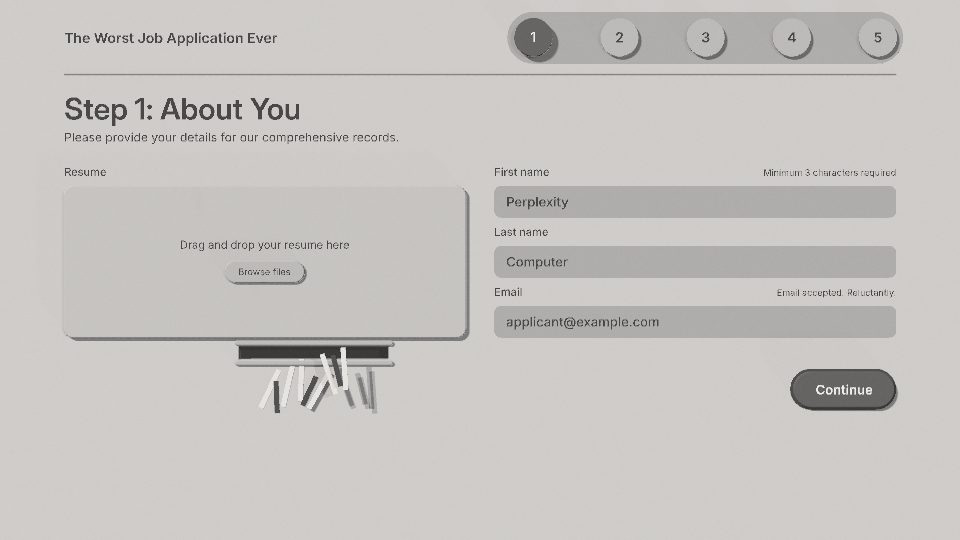 The Worst Job Application Ever
1 2 3 4 5
Step 1: About You
Please provide your details for our comprehensive records.
Resume
Drag and drop your resume here
Browse files
First name
Minimum 3 characters required
Perplexity
Last name
Computer
Email
Email accepted. Reluctantly.
applicant@example.com
Continue